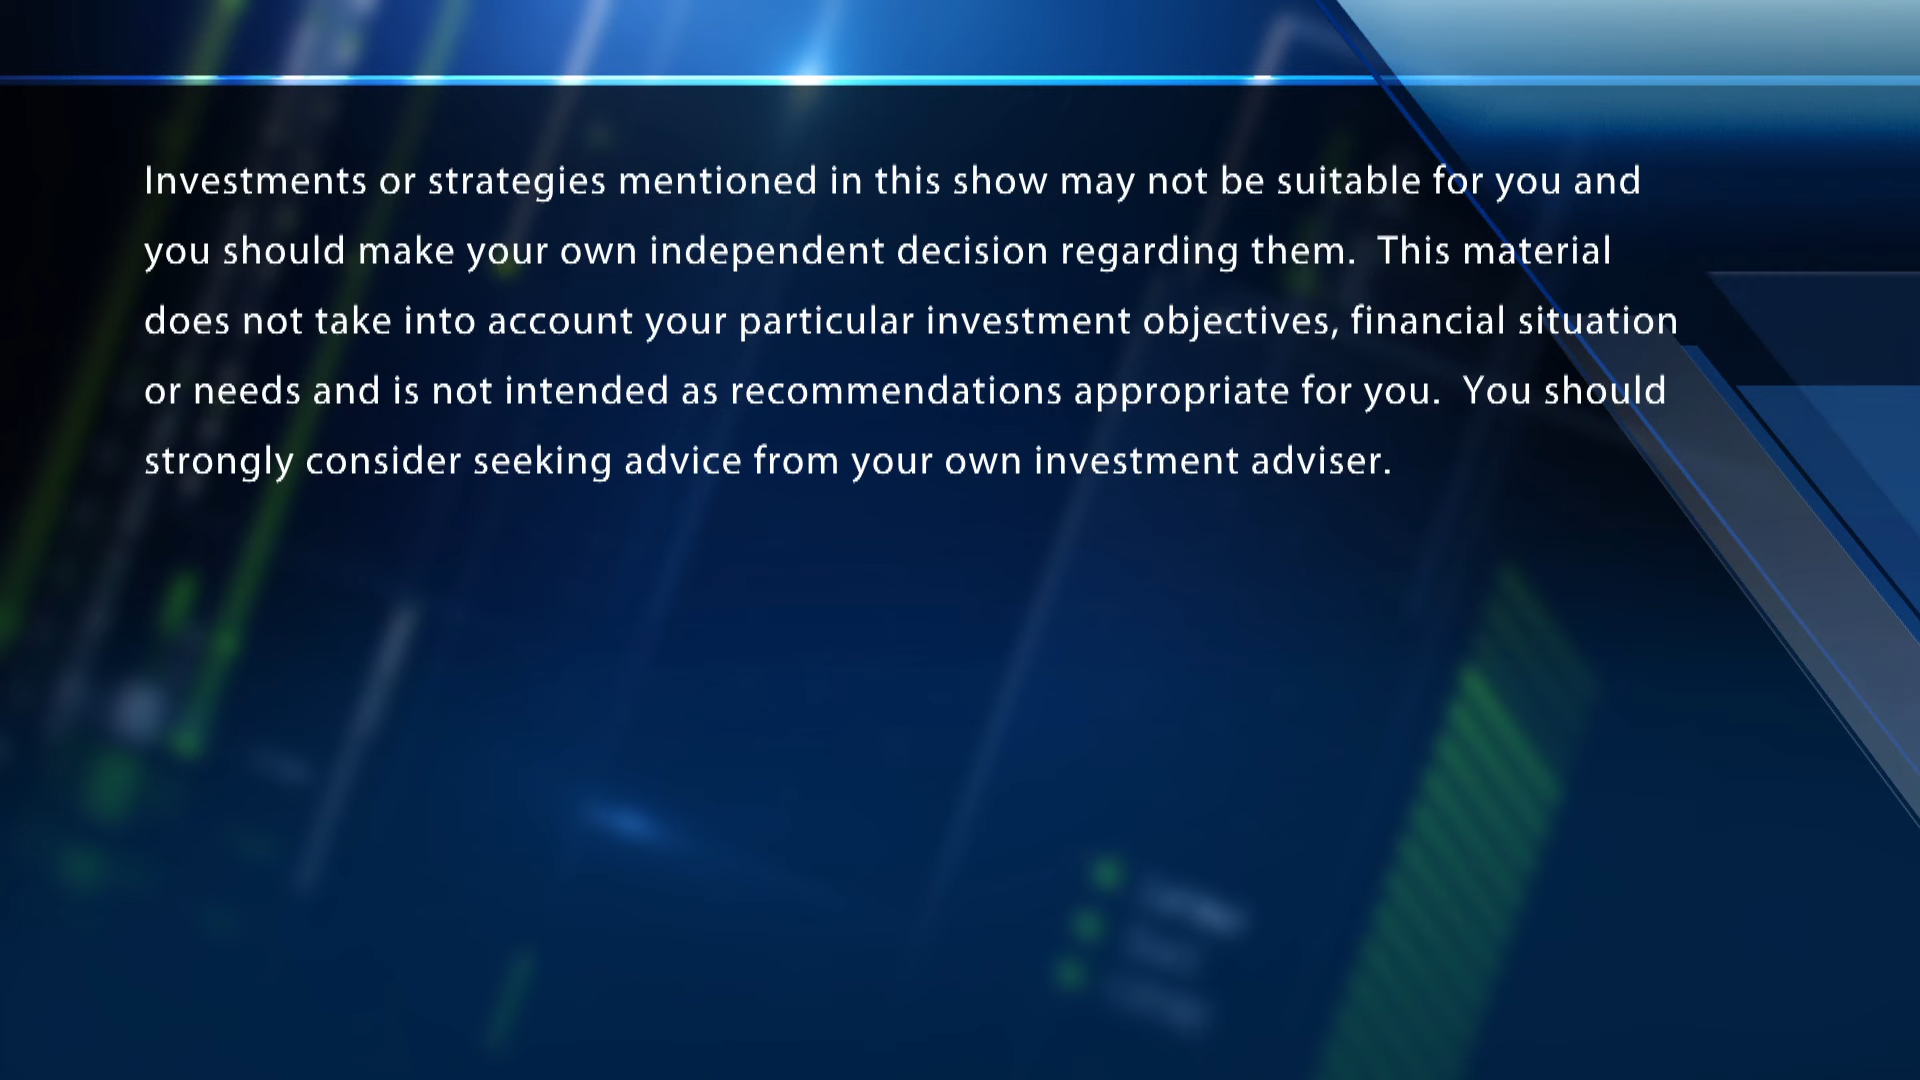 Investments or strategies mentioned in this show may not be suitable for you and
you should make your own independent decision regarding them.  This material
does not take into account your particular investment objectives, financial situation
or needs and is not intended as recommendations appropriate for you.  You should
strongly consider seeking advice from your own investment adviser.